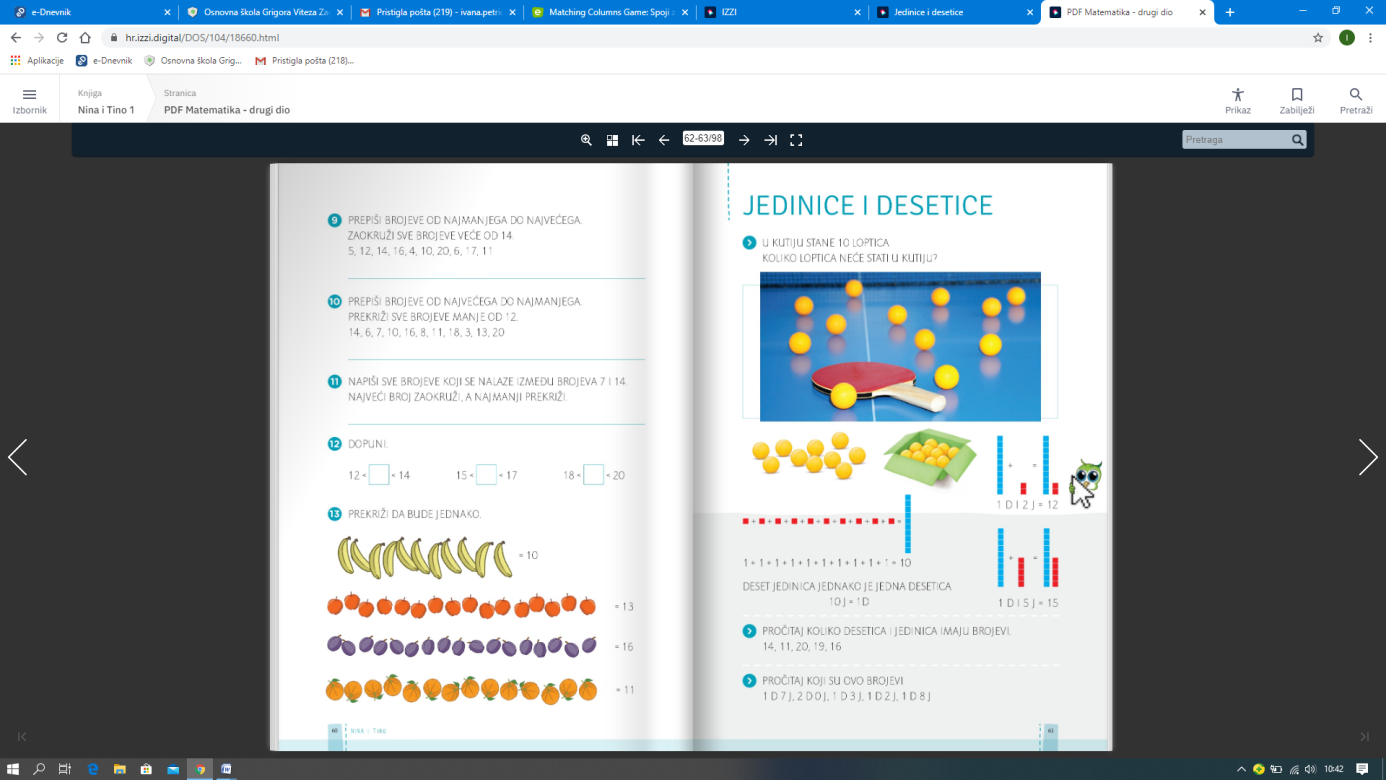 e-Dnevnik
Osnovna škola Grigora Viteza Za
Pristigla pošta (219) - ivana.petri
Matching Columns Game: Spoji z
IZZI
Jedinice i desetice
PDF Matematika - drugi dio
hr.izzi.digital/DOS/104/18660.html
Aplikacije
e-Dnevnik
Osnovna škola Grig...
Pristigla pošta (218)...
Izbornik
Knjiga
Nina i Tino 1
Stranica
PDF Matematika - drugi dio
Prikaz
Zabilježi
Pretraži
62-63/98
Pretraga
9 PREPIŠI BROJEVE OD NAJMANJEGA DO NAJVEĆEGA.
ZAOKRUŽI SVE BROJEVE VEĆE OD 14.
5, 12, 14, 16, 4, 10, 20, 6, 17, 11
10 PREPIŠI BROJEVE OD NAJVEĆEGA DO NAJMANJEGA.
PREKRIŽI SVE BROJEVE MANJE OD 12.
14, 6, 7, 10, 16, 8, 11, 18, 3, 13, 20
11 NAPIŠI SVE BROJEVE KOJI SE NALAZE IZMEĐU BROJEVA 7 I 14.
NAJVEĆI BROJ ZAOKRUŽI, A NAJMANJI PREKRIŽI.
12 DOPUNI.
12 < < 14 15 < < 17 18 < < 20
13 PREKRIŽI DA BUDE JEDNAKO.
= 10
= 13
= 16
= 11
NINA I TINO
JEDINICE I DESETICE
U KUTIJU STANE 10 LOPTICA
KOLIKO LOPTICA NEĆE STATI U KUTIJU?
+ =
1 D I 2 J = 12
+ + + + + + + + + =
1 + 1 + 1 + 1 + 1 + 1 + 1 + 1 + 1 + 1 = 10
DESET JEDINICA JEDNAKO JE JEDNA DESETICA
10 J = 1 D
+ =
1 D I 5 J = 15
PROČITAJ KOLIKO DESETICA I JEDINICA IMAJU BROJEVI.
14, 11, 20, 19, 16
PROČITAJ KOJI SU OVO BROJEVI
1 D 7 J, 2 D 0 J, 1 D 3 J, 1 D 2 J, 1 D 8 J
10:42